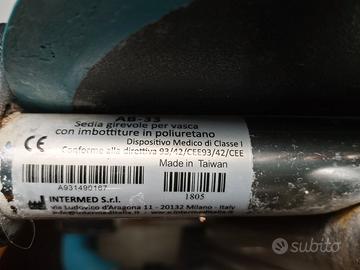 AB-33
Sedia girevole per vasca
con imbottiture in poliuretano
Dispositivo Medico di Classe I
CE Conforme alla direttiva 93/42/CEE93/42/CEE
Made in Taiwan
A931490167
1805
INTERMED S.r.l.
via Ludovico d'Aragona 11 - 20132 Milano - Italy
subito